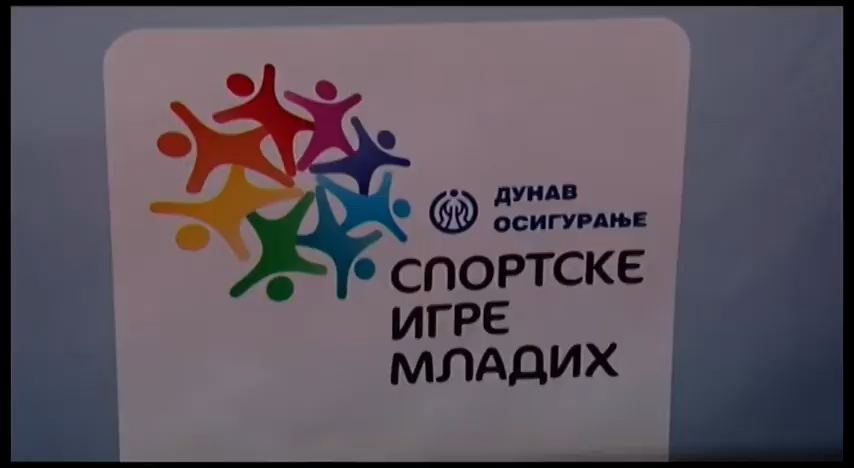 ДУНАВ
ОСИГУРАЊЕ
СПОРТСКЕ
ИГРЕ
МЛАДИХ